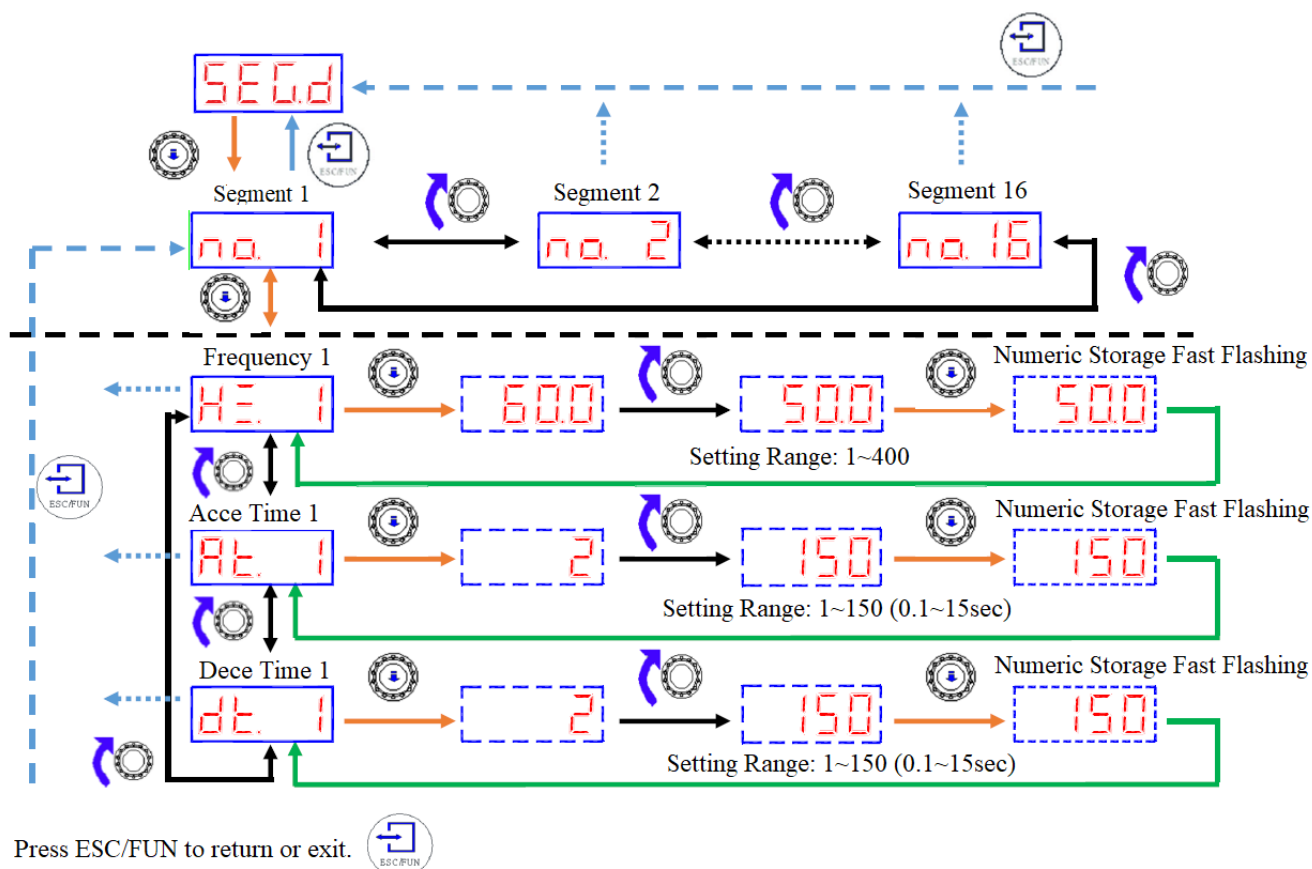 ESC/FUN
SEG.d
ESC/FUN
Segment 1
Segment 2
Segment 16
no. 1
no. 2
no.16
Frequency 1
Numeric Storage Fast Flashing
HZ. 1
60.0
50.0
50.0
Setting Range: 1~400
ESC/FUN
Acce Time 1
Numeric Storage Fast Flashing
At. 1
2
150
150
Setting Range: 1~150 (0.1~15sec)
Dece Time 1
Numeric Storage Fast Flashing
dt. 1
2
150
150
Setting Range: 1~150 (0.1~15sec)
Press ESC/FUN to return or exit.
ESC/FUN